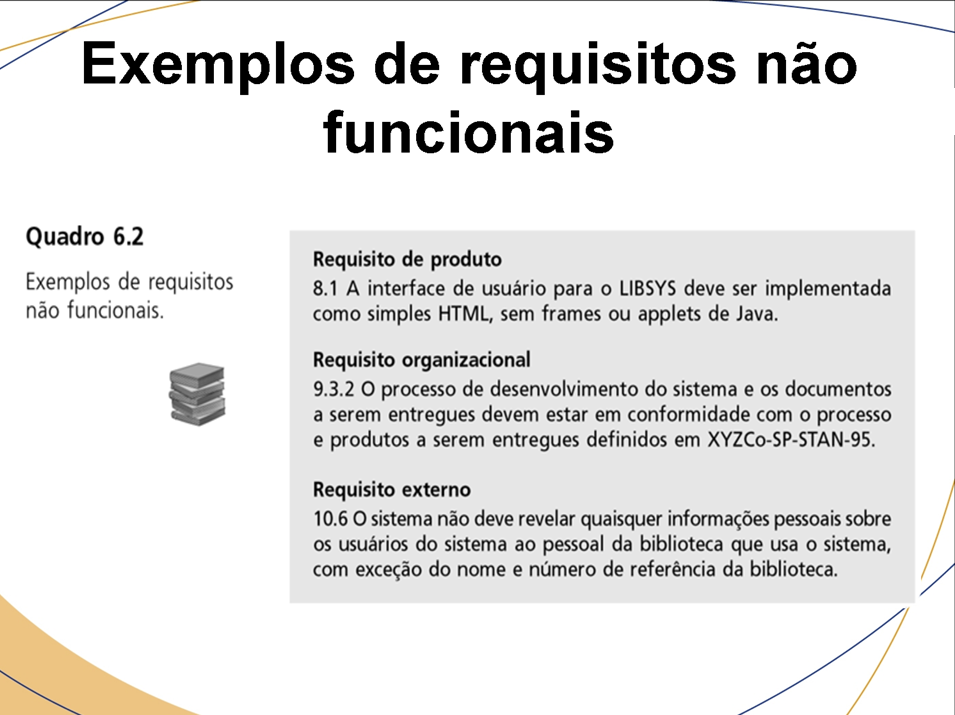 Exemplos de requisitos não
funcionais
Quadro 6.2
Exemplos de requisitos
não funcionais.
Requisito de produto
8.1 A interface de usuário para o LIBSYS deve ser implementada
como simples HTML, sem frames ou applets de Java.
Requisito organizacional
9.3.2 O processo de desenvolvimento do sistema e os documentos
a serem entregues devem estar em conformidade com o processo
e produtos a serem entregues definidos em XYZCo-SP-STAN-95.
Requisito externo
10.6 O sistema não deve revelar quaisquer informações pessoais sobre
os usuários do sistema ao pessoal da biblioteca que usa o sistema,
com exceção do nome e número de referência da biblioteca.